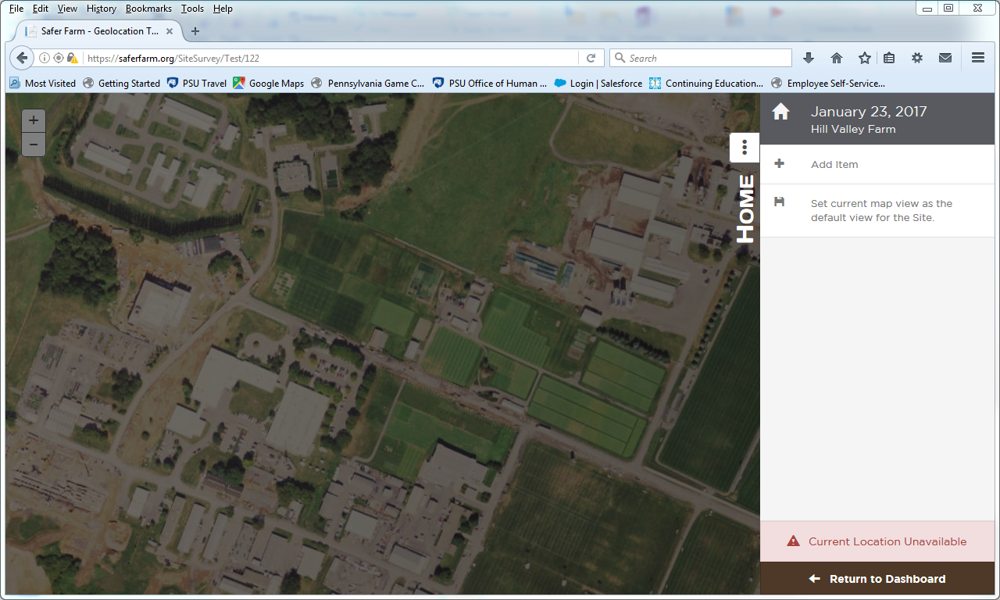 File Edit View History Bookmarks Tools Help
Safer Farm - Geolocation T...
https://saferfarm.org/SiteSurvey/Test/122
Search
Most Visited Getting Started PSU Travel Google Maps Pennsylvania Game C... PSU Office of Human ... Login | Salesforce Continuing Education... Employee Self-Service...
+
−
HOME
January 23, 2017
Hill Valley Farm
Add Item
Set current map view as the
default view for the Site.
Current Location Unavailable
Return to Dashboard